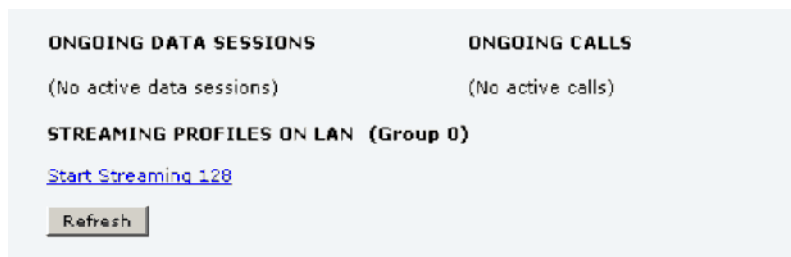 ONGOING DATA SESSIONS
ONGOING CALLS
(No active data sessions)
(No active calls)
STREAMING PROFILES ON LAN (Group 0)
Start Streaming 128
Refresh